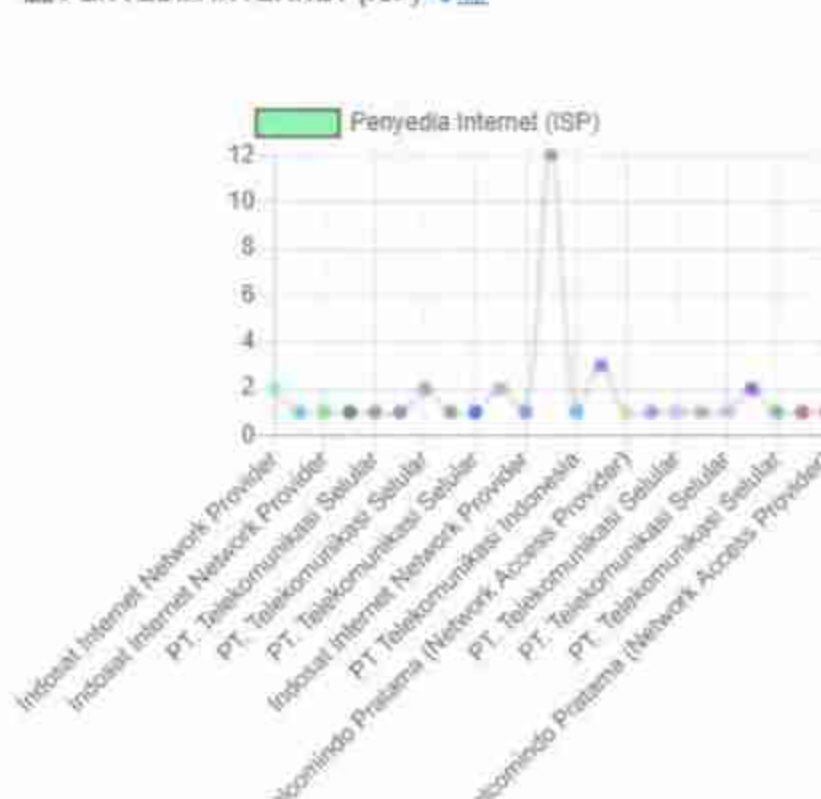 Penyedia Internet (ISP)
12
10
8
6
4
2
0
Indosat Internet Network Provider
Indosat Internet Network Provider
PT. Telekomunikasi Selular
PT. Telekomunikasi Selular
PT. Telekomunikasi Selular
Indosat Internet Network Provider
PT Telekomunikasi Indonesia
elcomindo Pratama (Network Access Provider)
PT. Telekomunikasi Selular
PT. Telekomunikasi Selular
PT. Telekomunikasi Selular
elcomindo Pratama (Network Access Provider)